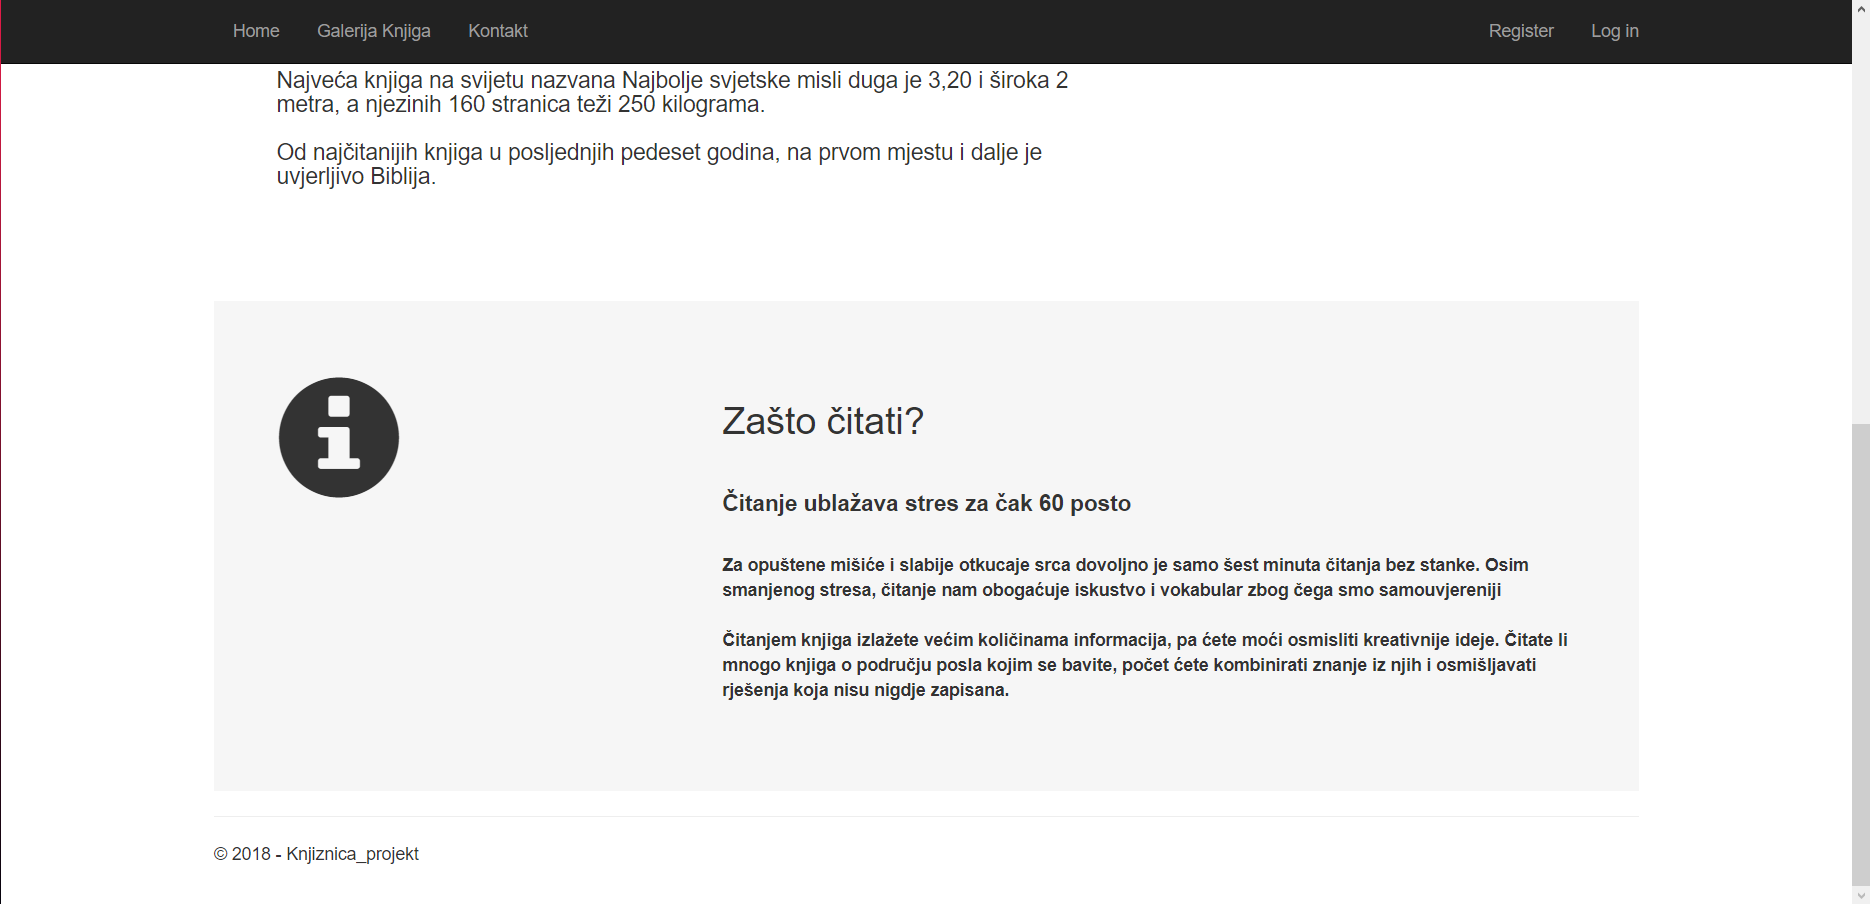 Home Galerija Knjiga Kontakt Register Log in
Najveća knjiga na svijetu nazvana Najbolje svjetske misli duga je 3,20 i široka 2
metra, a njezinih 160 stranica teži 250 kilograma.
Od najčitanijih knjiga u posljednjih pedeset godina, na prvom mjestu i dalje je
uvjerljivo Biblija.
Zašto čitati?
Čitanje ublažava stres za čak 60 posto
Za opuštene mišiće i slabije otkucaje srca dovoljno je samo šest minuta čitanja bez stanke. Osim
smanjenog stresa, čitanje nam obogaćuje iskustvo i vokabular zbog čega smo samouvjereniji
Čitanjem knjiga izlažete većim količinama informacija, pa ćete moći osmisliti kreativnije ideje. Čitate li
mnogo knjiga o području posla kojim se bavite, počet ćete kombinirati znanje iz njih i osmišljavati
rješenja koja nisu nigdje zapisana.
© 2018 - Knjiznica_projekt